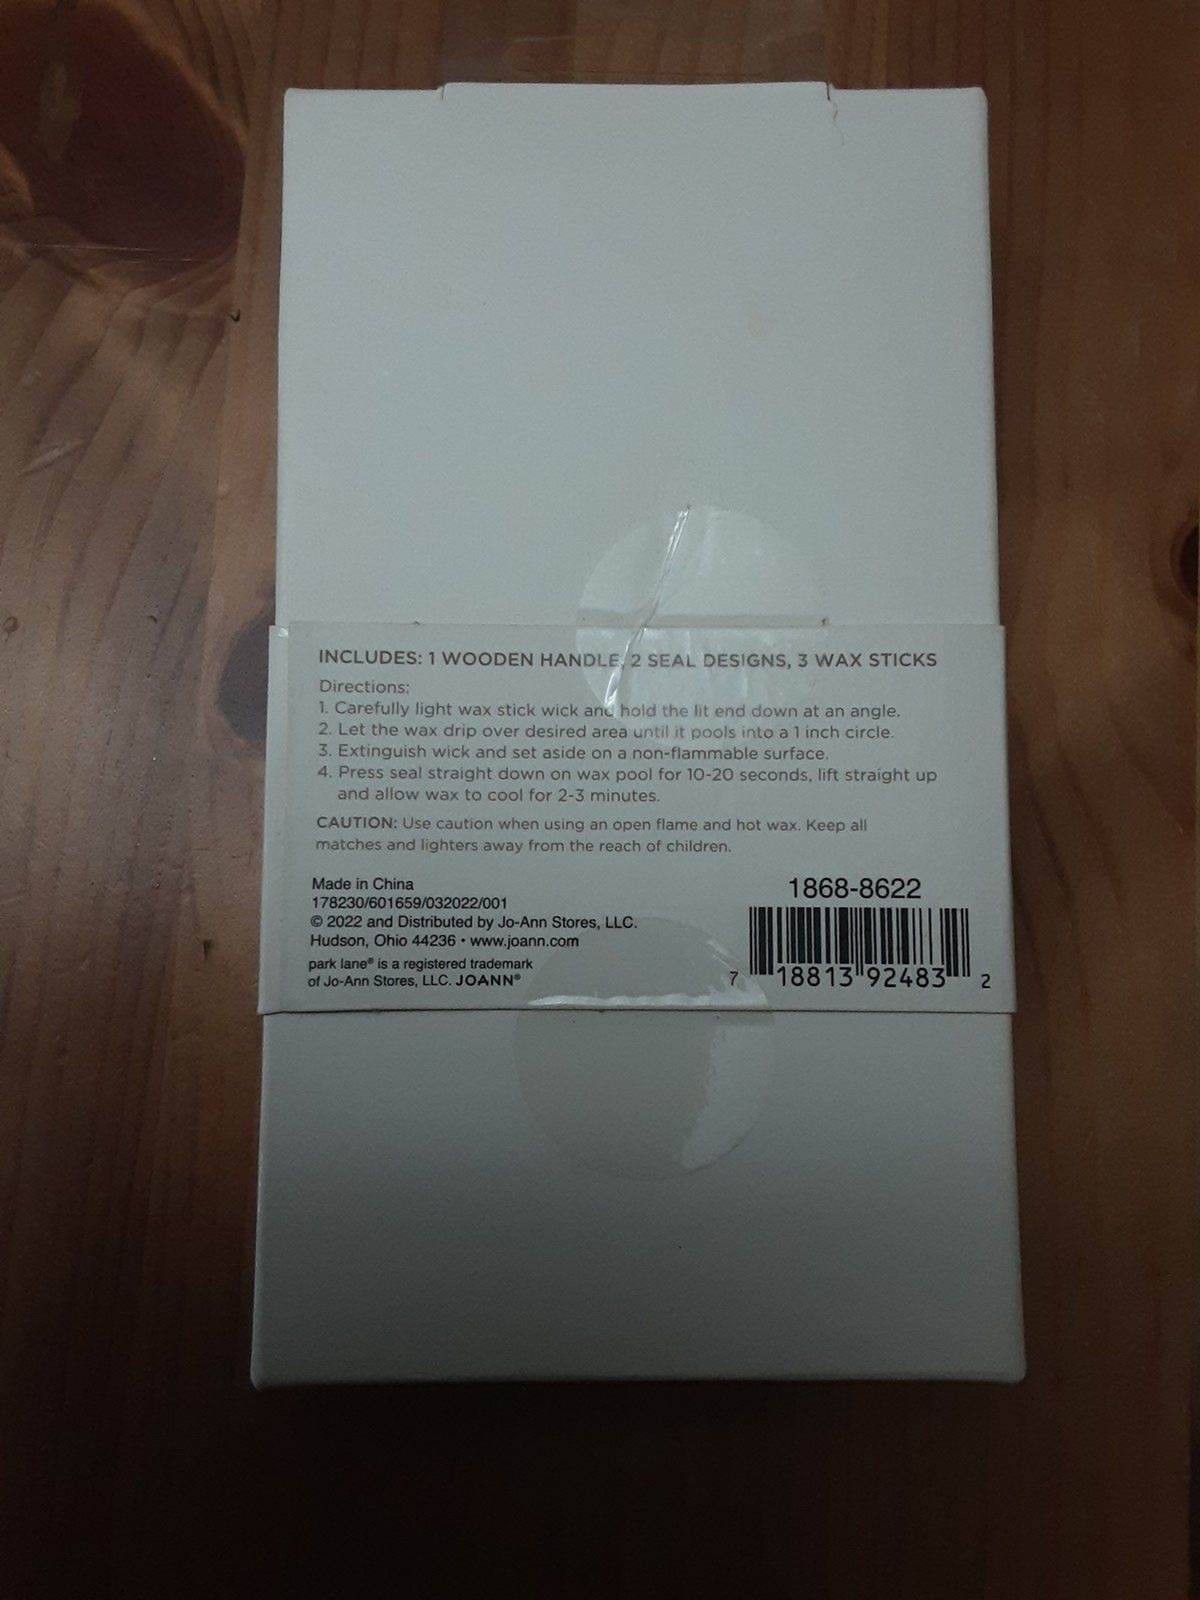 INCLUDES: 1 WOODEN HANDLE, 2 SEAL DESIGNS, 3 WAX STICKS
Directions:
1. Carefully light wax stick wick and hold the lit end down at an angle.
2. Let the wax drip over desired area until it pools into a 1 inch circle.
3. Extinguish wick and set aside on a non-flammable surface.
4. Press seal straight down on wax pool for 10-20 seconds, lift straight up
and allow wax to cool for 2-3 minutes.
CAUTION: Use caution when using an open flame and hot wax. Keep all
matches and lighters away from the reach of children.
Made in China
178230/601659/032022/001
© 2022 and Distributed by Jo-Ann Stores, LLC.
Hudson, Ohio 44236 • www.joann.com
park lane® is a registered trademark
of Jo-Ann Stores, LLC. JOANN®
1868-8622
7 18813 92483 2